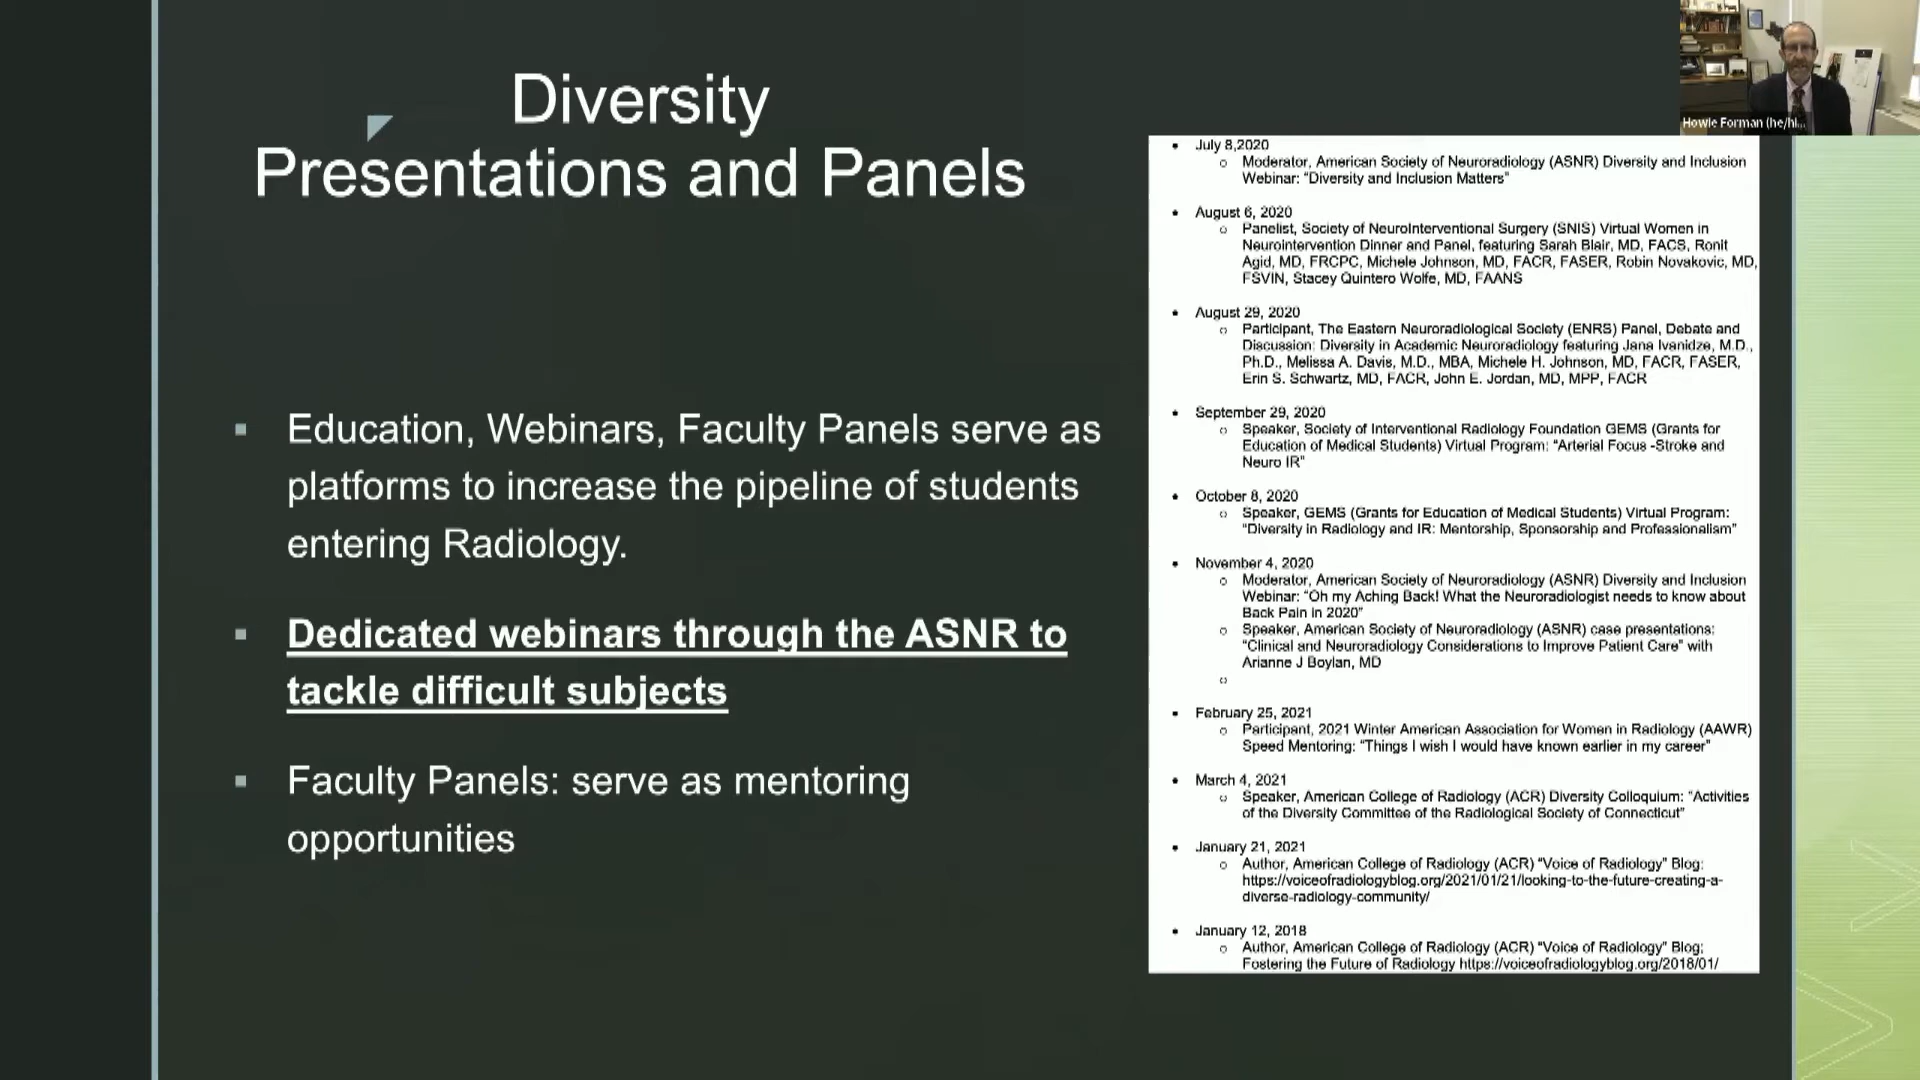 Diversity
Presentations and Panels
Education, Webinars, Faculty Panels serve as
platforms to increase the pipeline of students
entering Radiology.
Dedicated webinars through the ASNR to
tackle difficult subjects
Faculty Panels: serve as mentoring
opportunities
Howie Forman (he/hi...
July 8,2020
Moderator, American Society of Neuroradiology (ASNR) Diversity and Inclusion
Webinar: “Diversity and Inclusion Matters”
August 6, 2020
Panelist, Society of NeuroInterventional Surgery (SNIS) Virtual Women in
Neurointervention Dinner and Panel, featuring Sarah Blair, MD, FACS, Ronit
Agid, MD, FRCPC, Michele Johnson, MD, FACR, FASER, Robin Novakovic, MD,
FSVIN, Stacey Quintero Wolfe, MD, FAANS
August 29, 2020
Participant, The Eastern Neuroradiological Society (ENRS) Panel, Debate and
Discussion: Diversity in Academic Neuroradiology featuring Jana Ivanidze, M.D.,
Ph.D., Melissa A. Davis, M.D., MBA, Michele H. Johnson, MD, FACR, FASER,
Erin S. Schwartz, MD, FACR, John E. Jordan, MD, MPP, FACR
September 29, 2020
Speaker, Society of Interventional Radiology Foundation GEMS (Grants for
Education of Medical Students) Virtual Program: “Arterial Focus -Stroke and
Neuro IR”
October 8, 2020
Speaker, GEMS (Grants for Education of Medical Students) Virtual Program:
“Diversity in Radiology and IR: Mentorship, Sponsorship and Professionalism”
November 4, 2020
Moderator, American Society of Neuroradiology (ASNR) Diversity and Inclusion
Webinar: “Oh my Aching Back! What the Neuroradiologist needs to know about
Back Pain in 2020”
Speaker, American Society of Neuroradiology (ASNR) case presentations:
“Clinical and Neuroradiology Considerations to Improve Patient Care” with
Arianne J Boylan, MD
February 25, 2021
Participant, 2021 Winter American Association for Women in Radiology (AAWR)
Speed Mentoring: “Things I wish I would have known earlier in my career”
March 4, 2021
Speaker, American College of Radiology (ACR) Diversity Colloquium: “Activities
of the Diversity Committee of the Radiological Society of Connecticut”
January 21, 2021
Author, American College of Radiology (ACR) “Voice of Radiology” Blog:
https://voiceofradiologyblog.org/2021/01/21/looking-to-the-future-creating-a-
diverse-radiology-community/
January 12, 2018
Author, American College of Radiology (ACR) “Voice of Radiology” Blog;
Fostering the Future of Radiology https://voiceofradiologyblog.org/2018/01/